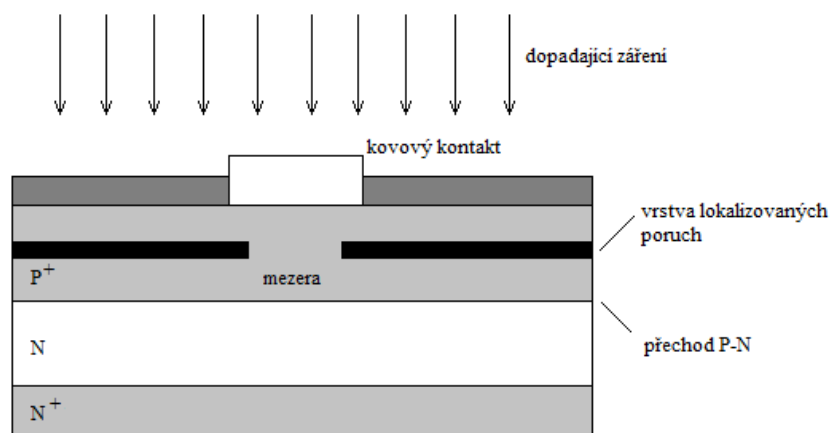 dopadající záření
kovový kontakt
vrstva lokalizovaných
poruch
P+
mezera
přechod P-N
N
N+